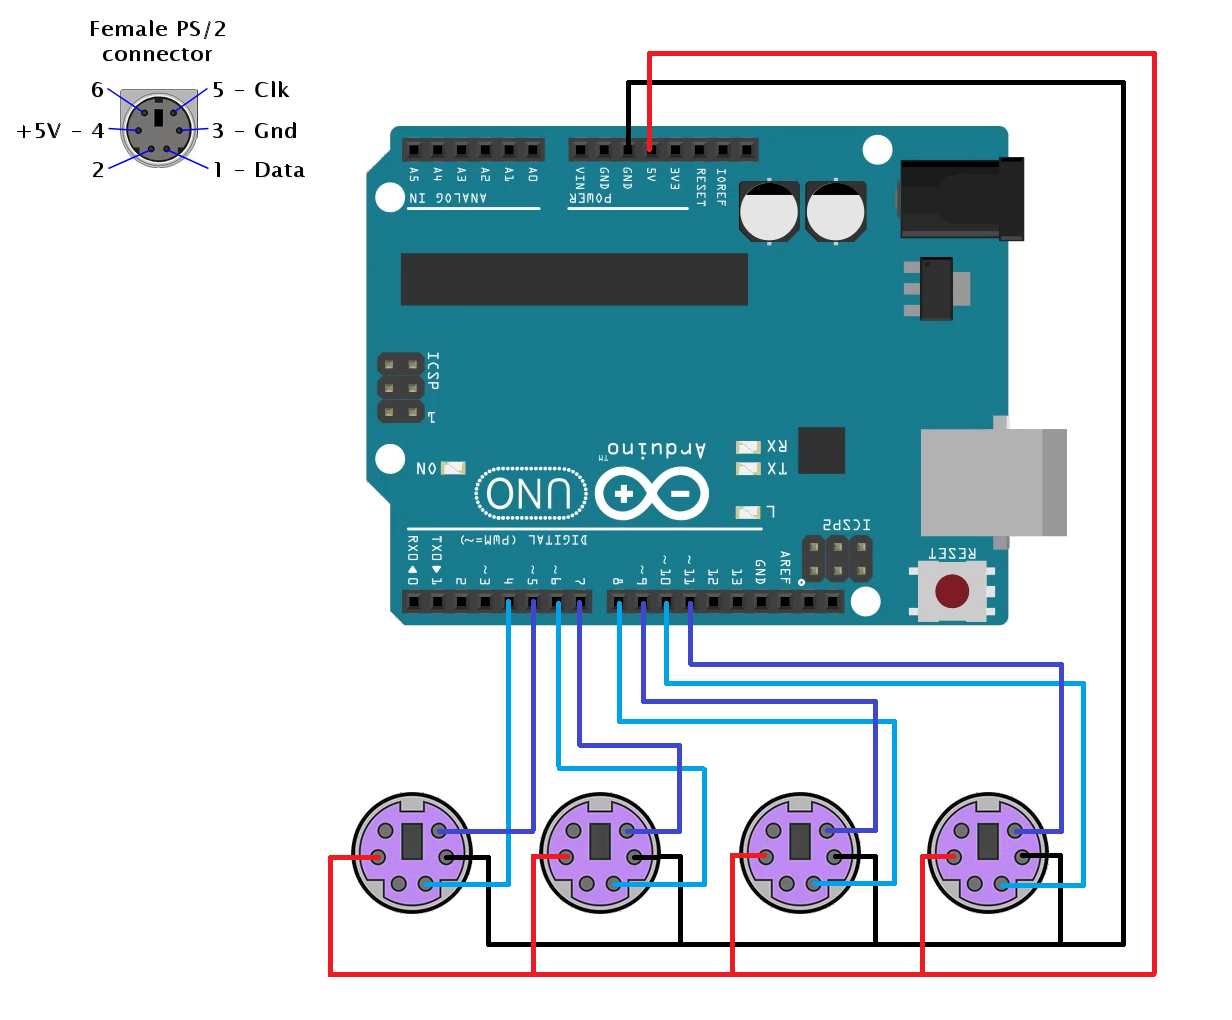 Female PS/2
connector
6
5 - Clk
+5V - 4
3 - Gnd
2
1 - Data
A5
A4
A3
A2
A1
A0
VIN
GND
GND
5V
3V3
RESET
IOREF
ANALOG IN
POWER
ICSP
1
Arduino
TM
RX
TX
ON
UNO
L
ICSP2
DIGITAL (PWM=~)
RESET
RX0◄0
TX0►1
2
~3
4
~5
~6
7
8
~9
~10
~11
12
13
GND
AREF